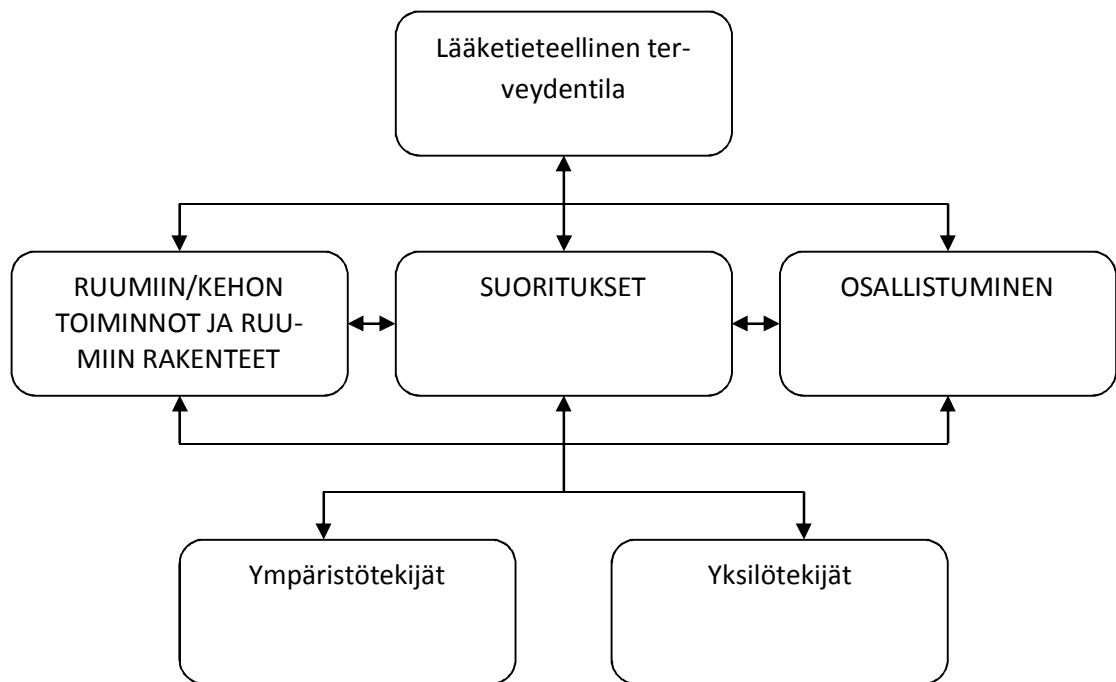 Lääketieteellinen ter-
veydentila
RUUMIIN/KEHON
TOIMINNOT JA RUU-
MIIN RAKENTEET
SUORITUKSET
OSALLISTUMINEN
Ympäristötekijät
Yksilötekijät